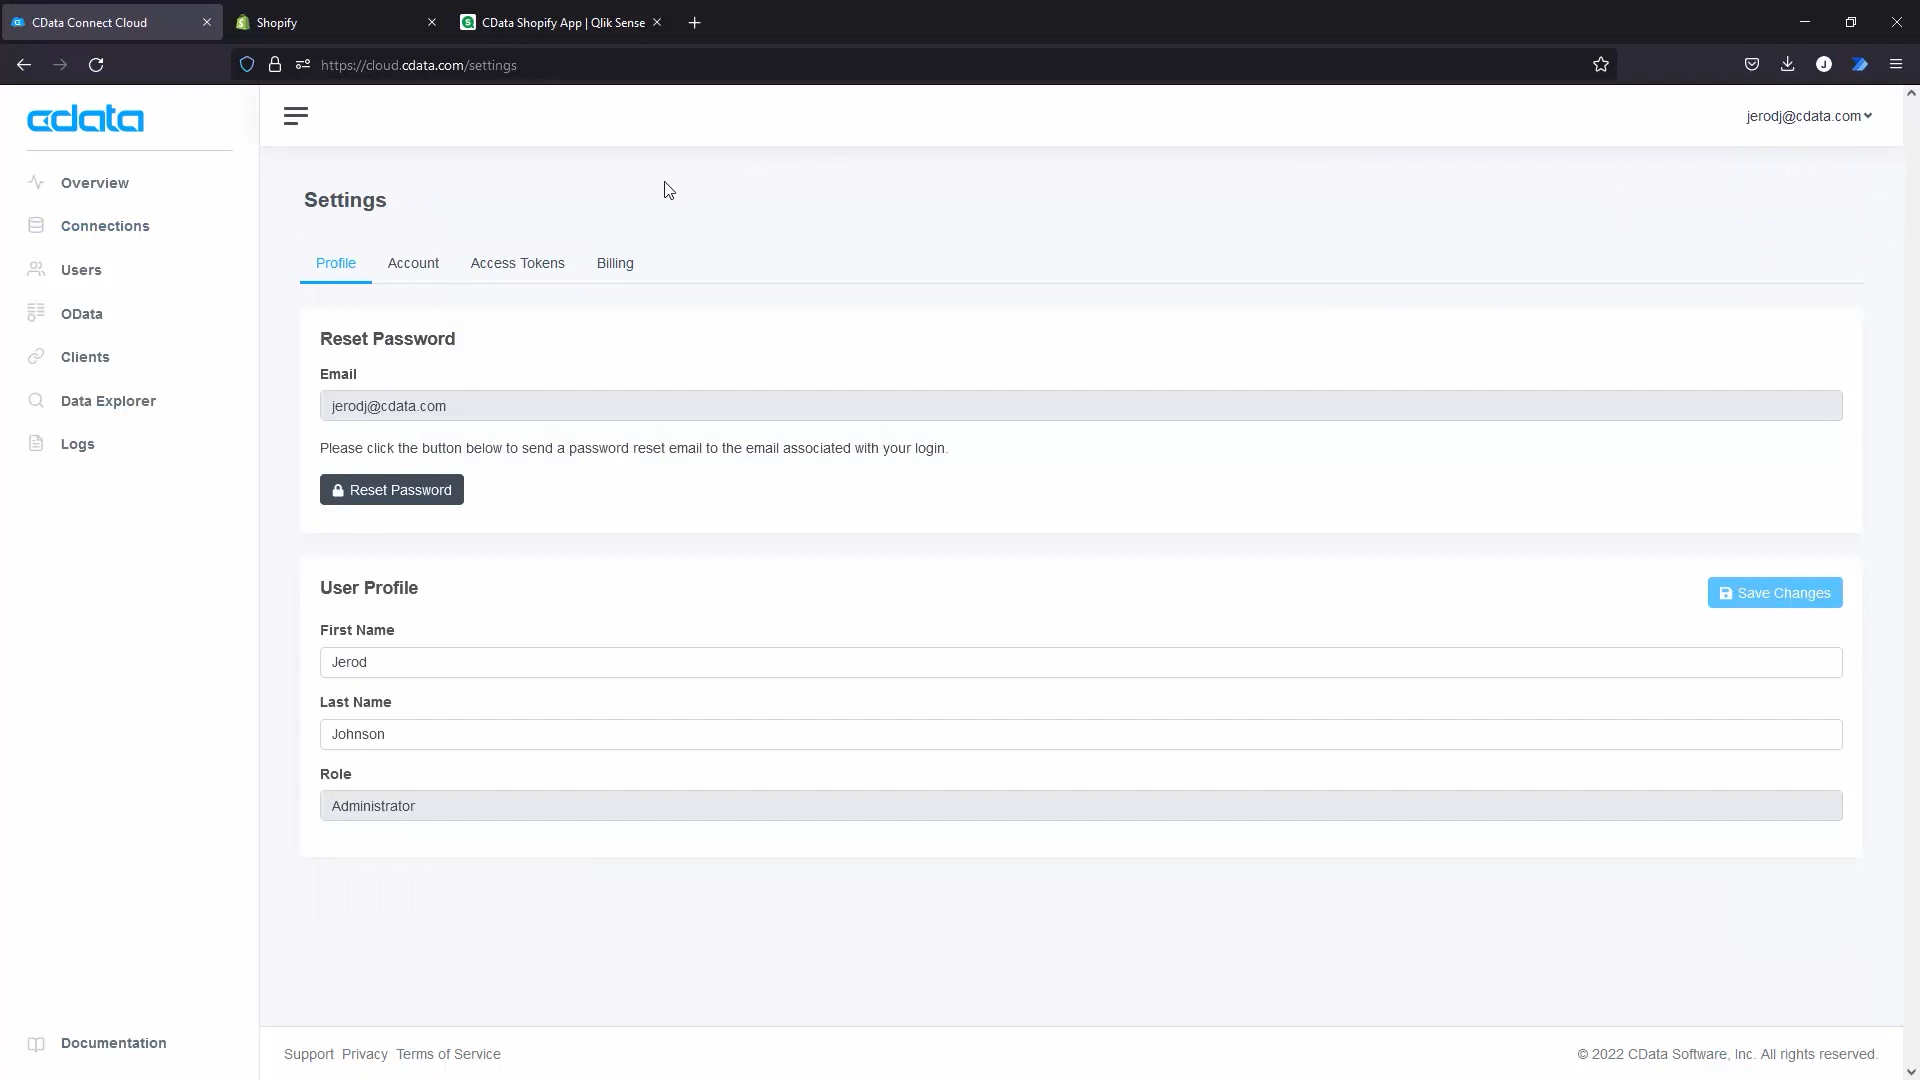 CData Connect Cloud
Shopify
CData Shopify App | Qlik Sense
https://cloud.cdata.com/settings
J
cdata
jerodj@cdata.com
Overview
Connections
Users
OData
Clients
Data Explorer
Logs
Documentation
Settings
Profile Account Access Tokens Billing
Reset Password
Email
jerodj@cdata.com
Please click the button below to send a password reset email to the email associated with your login.
Reset Password
User Profile
Save Changes
First Name
Jerod
Last Name
Johnson
Role
Administrator
Support Privacy Terms of Service
© 2022 CData Software, Inc. All rights reserved.